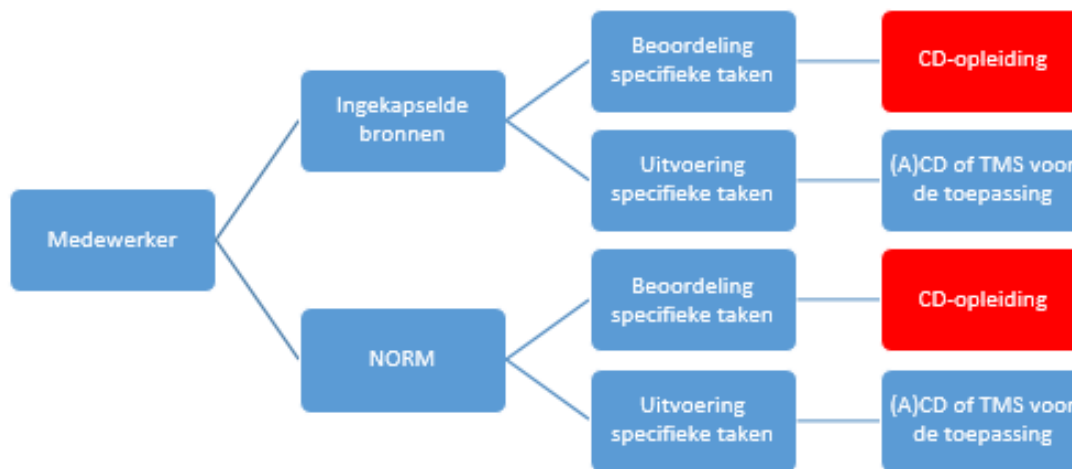 Medewerker
Ingekapselde
bronnen
Beoordeling
specifieke taken
CD-opleiding
Uitvoering
specifieke taken
(A)CD of TMS voor
de toepassing
NORM
Beoordeling
specifieke taken
CD-opleiding
Uitvoering
specifieke taken
(A)CD of TMS voor
de toepassing